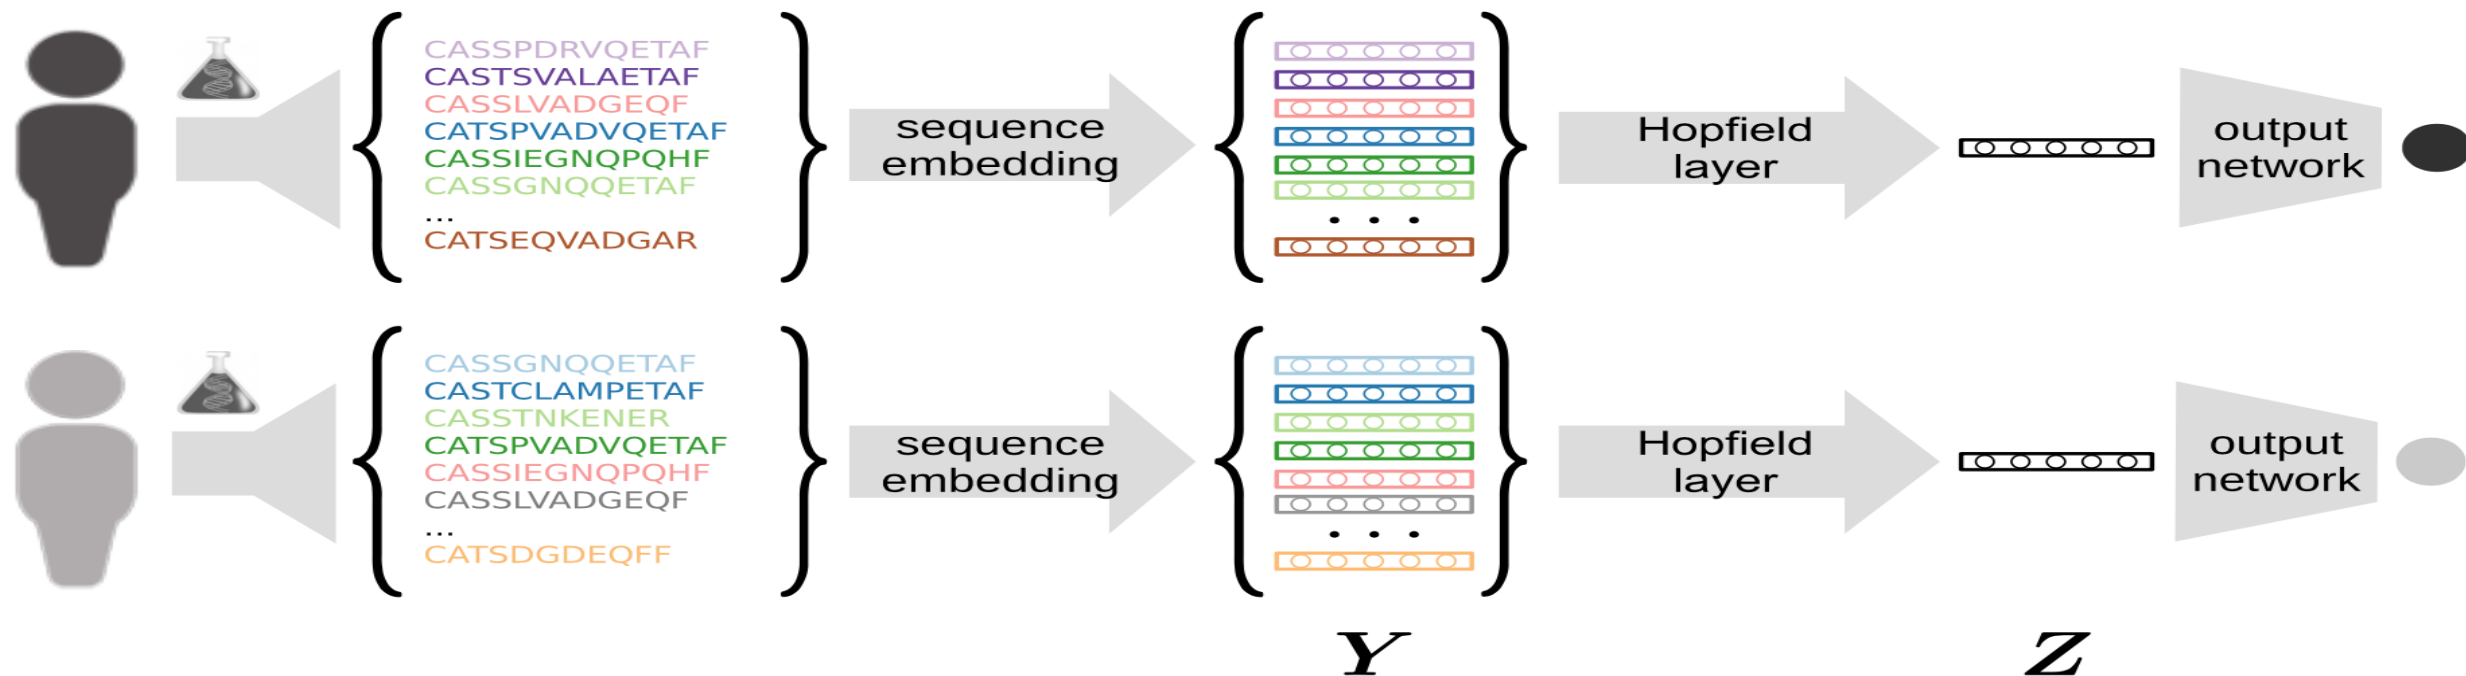 CASSPDRVQETAF
CASTSVALAETAF
CASSLVADGEQF
CATSPVADVQETAF
CASSIEGNQPQHF
CASSGNQQETAF
...
CATSEQVADGAR
sequence
embedding
. . .
Hopfield
layer
output
network
CASSGNQQETAF
CASTCLAMPETAF
CASSTNKENER
CATSPVADVQETAF
CASSIEGNQPQHF
CASSLVADGEQF
...
CATSDGDEQFF
sequence
embedding
. . .
Hopfield
layer
output
network
Y
Z